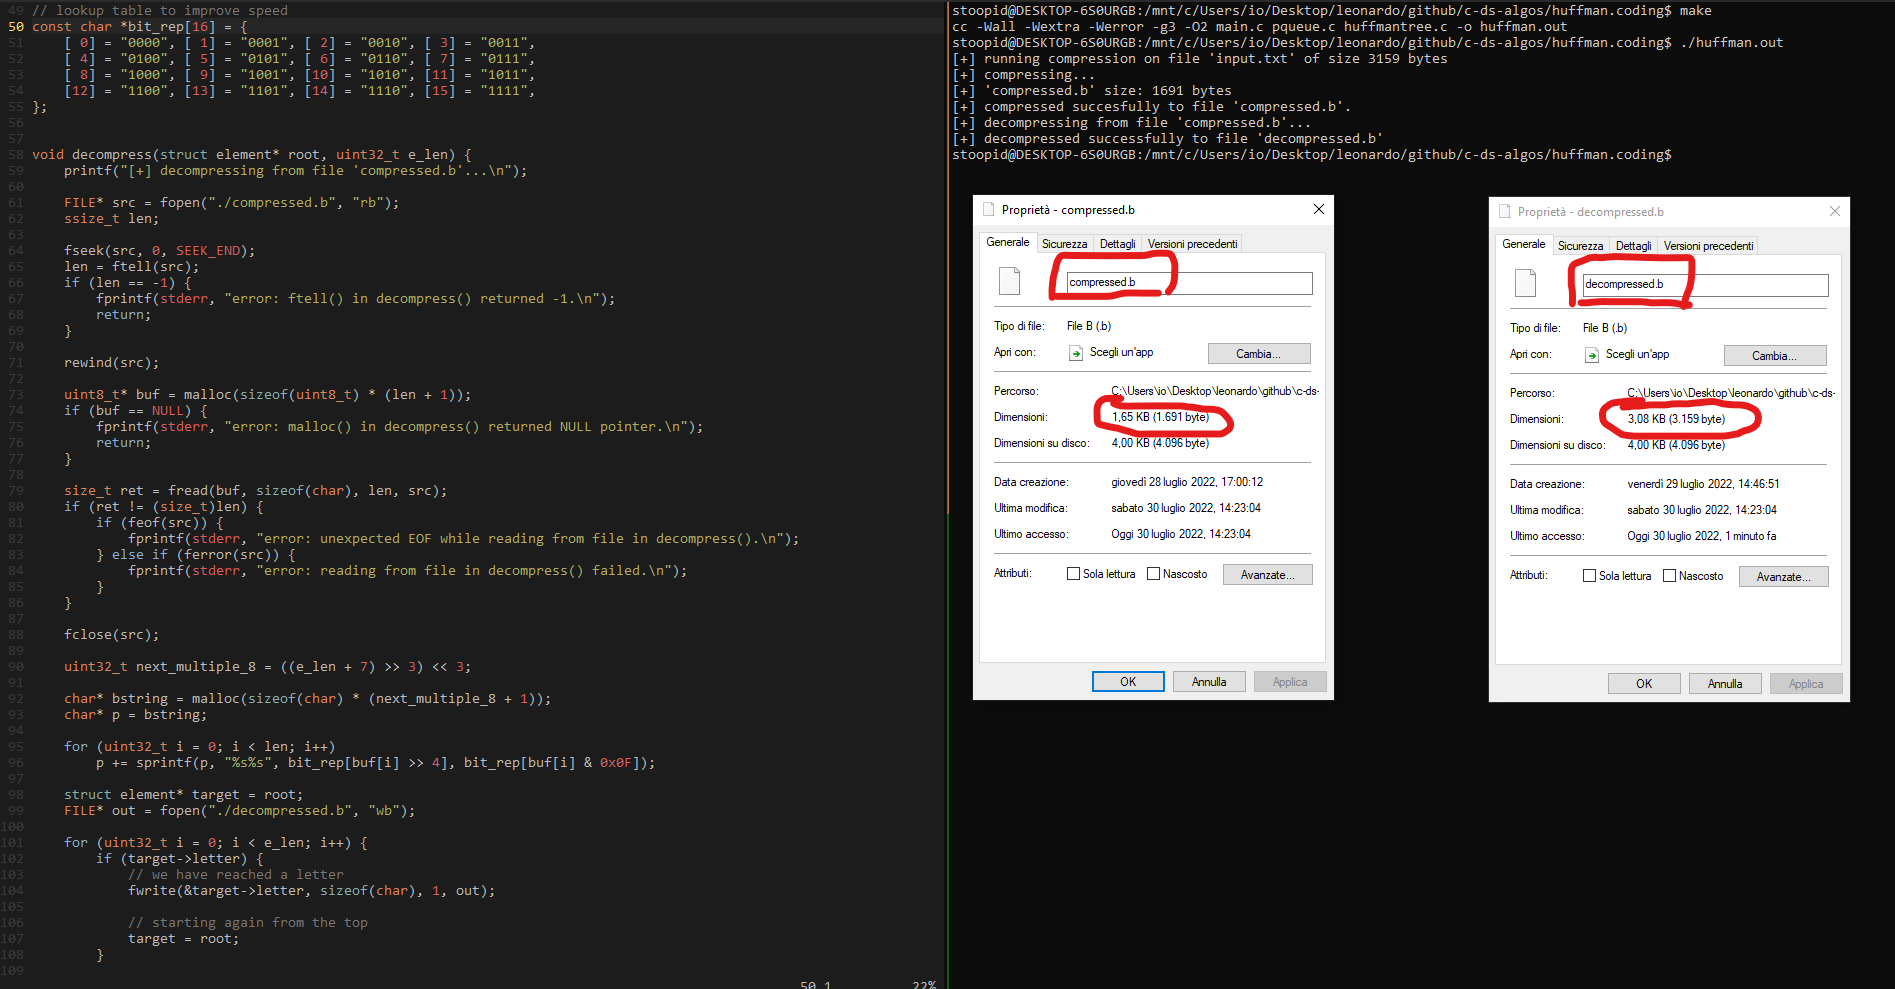 49 // lookup table to improve speed
50 const char *bit_rep[16] = {
51     [ 0] = "0000", [ 1] = "0001", [ 2] = "0010", [ 3] = "0011",
52     [ 4] = "0100", [ 5] = "0101", [ 6] = "0110", [ 7] = "0111",
53     [ 8] = "1000", [ 9] = "1001", [10] = "1010", [11] = "1011",
54     [12] = "1100", [13] = "1101", [14] = "1110", [15] = "1111",
55 };
56
57
58 void decompress(struct element* root, uint32_t e_len) {
59     printf("[+] decompressing from file 'compressed.b'...\n");
60
61     FILE* src = fopen("./compressed.b", "rb");
62     ssize_t len;
63
64     fseek(src, 0, SEEK_END);
65     len = ftell(src);
66     if (len == -1) {
67         fprintf(stderr, "error: ftell() in decompress() returned -1.\n");
68         return;
69     }
70
71     rewind(src);
72
73     uint8_t* buf = malloc(sizeof(uint8_t) * (len + 1));
74     if (buf == NULL) {
75         fprintf(stderr, "error: malloc() in decompress() returned NULL pointer.\n");
76         return;
77     }
78
79     size_t ret = fread(buf, sizeof(char), len, src);
80     if (ret != (size_t)len) {
81         if (feof(src)) {
82             fprintf(stderr, "error: unexpected EOF while reading from file in decompress().\n");
83         } else if (ferror(src)) {
84             fprintf(stderr, "error: reading from file in decompress() failed.\n");
85         }
86     }
87
88     fclose(src);
89
90     uint32_t next_multiple_8 = ((e_len + 7) >> 3) << 3;
91
92     char* bstring = malloc(sizeof(char) * (next_multiple_8 + 1));
93     char* p = bstring;
94
95     for (uint32_t i = 0; i < len; i++)
96         p += sprintf(p, "%s%s", bit_rep[buf[i] >> 4], bit_rep[buf[i] & 0x0F]);
97
98     struct element* target = root;
99     FILE* out = fopen("./decompressed.b", "wb");
100
101     for (uint32_t i = 0; i < e_len; i++) {
102         if (target->letter) {
103             // we have reached a letter
104             fwrite(&target->letter, sizeof(char), 1, out);
105
106             // starting again from the top
107             target = root;
108         }
109
50,1 22%
stoopid@DESKTOP-6S0URGB:/mnt/c/Users/io/Desktop/leonardo/github/c-ds-algos/huffman.coding$ make
cc -Wall -Wextra -Werror -g3 -O2 main.c pqueue.c huffmantree.c -o huffman.out
stoopid@DESKTOP-6S0URGB:/mnt/c/Users/io/Desktop/leonardo/github/c-ds-algos/huffman.coding$ ./huffman.out
[+] running compression on file 'input.txt' of size 3159 bytes
[+] compressing...
[+] 'compressed.b' size: 1691 bytes
[+] compressed succesfully to file 'compressed.b'.
[+] decompressing from file 'compressed.b'...
[+] decompressed successfully to file 'decompressed.b'
stoopid@DESKTOP-6S0URGB:/mnt/c/Users/io/Desktop/leonardo/github/c-ds-algos/huffman.coding$
Proprietà - compressed.b
Generale Sicurezza Dettagli Versioni precedenti
compressed.b
Tipo di file: File B (.b)
Apri con: Scegli un'app Cambia...
Percorso: C:\Users\io\Desktop\leonardo\github\c-ds-
Dimensioni: 1,65 KB (1.691 byte)
Dimensioni su disco: 4,00 KB (4.096 byte)
Data creazione: giovedì 28 luglio 2022, 17:00:12
Ultima modifica: sabato 30 luglio 2022, 14:23:04
Ultimo accesso: Oggi 30 luglio 2022, 14:23:04
Attributi: Sola lettura Nascosto Avanzate...
OK Annulla Applica
Proprietà - decompressed.b
Generale Sicurezza Dettagli Versioni precedenti
decompressed.b
Tipo di file: File B (.b)
Apri con: Scegli un'app Cambia...
Percorso: C:\Users\io\Desktop\leonardo\github\c-ds-
Dimensioni: 3,08 KB (3.159 byte)
Dimensioni su disco: 4,00 KB (4.096 byte)
Data creazione: venerdì 29 luglio 2022, 14:46:51
Ultima modifica: sabato 30 luglio 2022, 14:23:04
Ultimo accesso: Oggi 30 luglio 2022, 1 minuto fa
Attributi: Sola lettura Nascosto Avanzate...
OK Annulla Applica